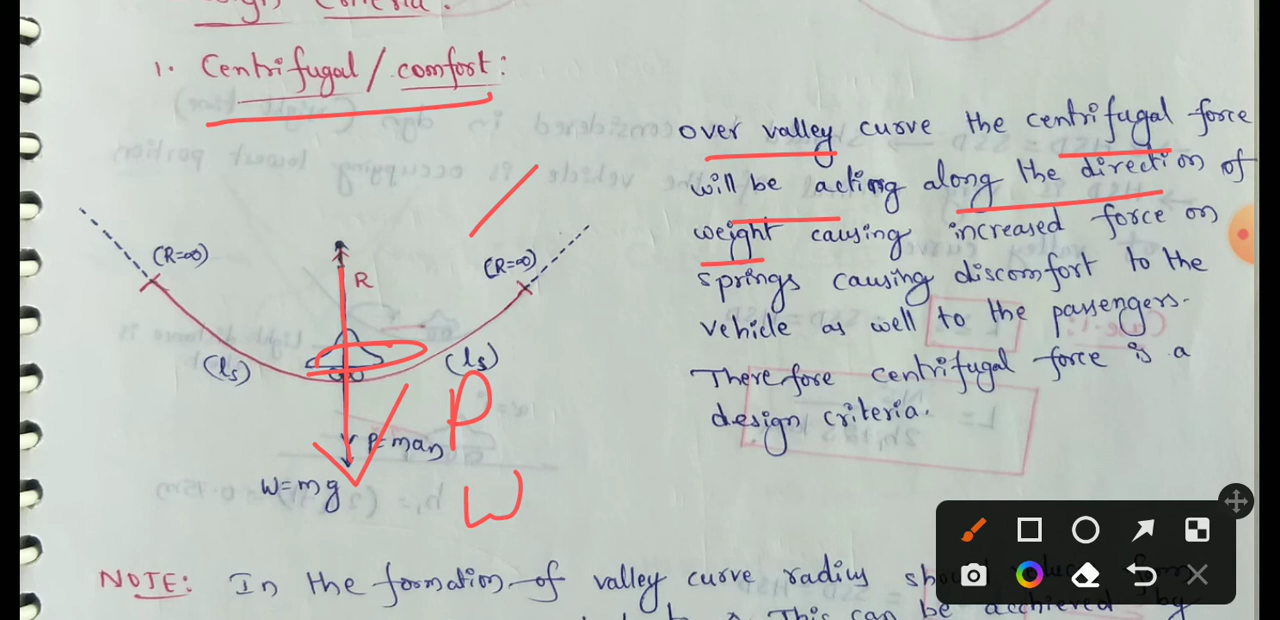 1. Centrifugal / comfort:
over valley curve the centrifugal force
will be acting along the direction of
weight causing increased force on
springs causing discomfort to the
vehicle as well to the passengers.
Therefore centrifugal force is a
design criteria.
(R=∞)
(R=∞)
R
(ls)
(ls)
P
P=man
W=mg
W
NOTE: In the formation of valley curve radius
This can be acchieved by